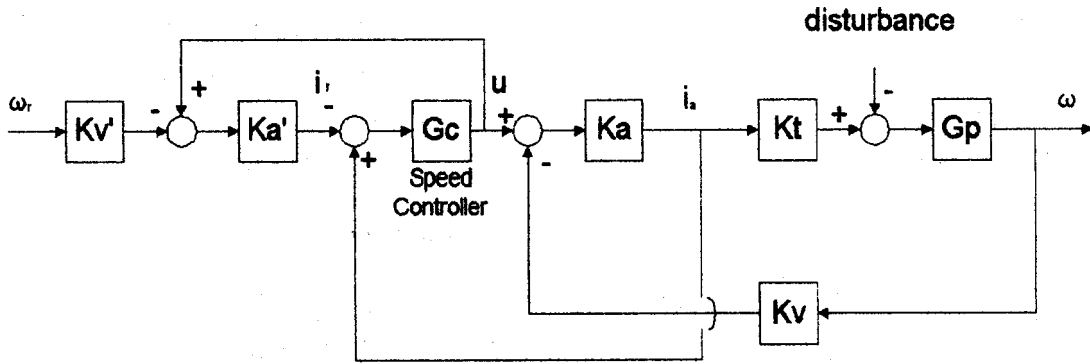 disturbance
ωr Kv' - + Ka' ir - + Gc u + - Ka ia Kt + - Gp ω
Speed
Controller
Kv